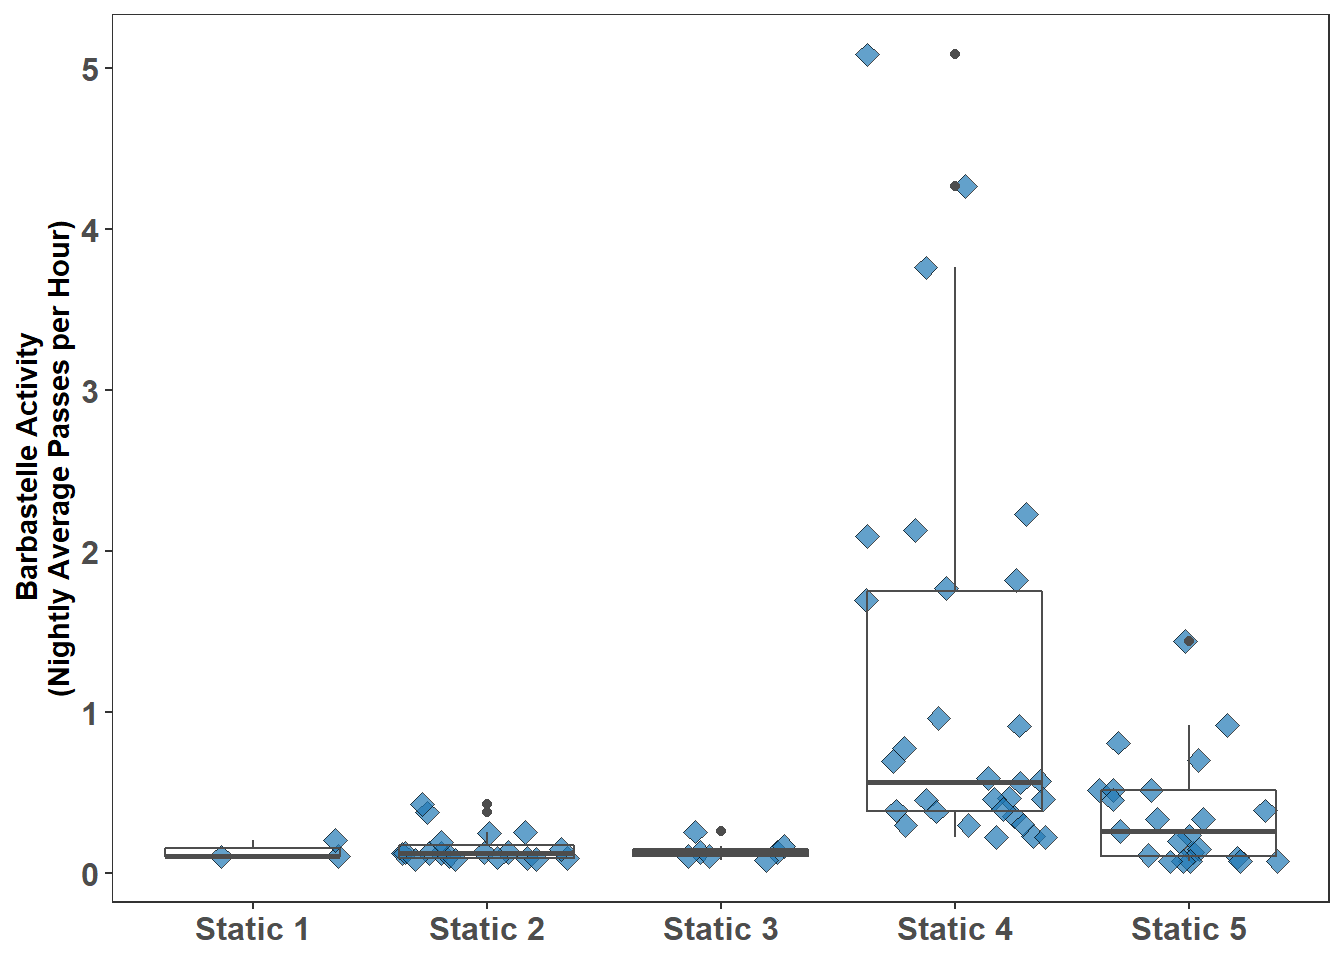 Barbastelle Activity
(Nightly Average Passes per Hour)
5
4
3
2
1
0
Static 1
Static 2
Static 3
Static 4
Static 5